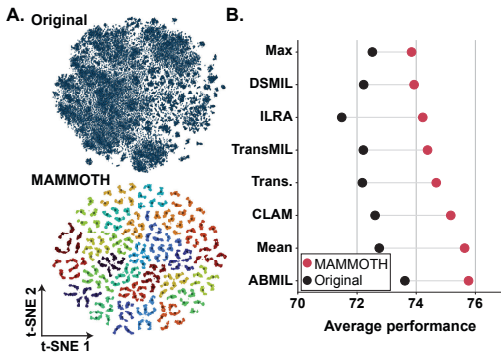 A.
Original
MAMMOTH
t-SNE 2
t-SNE 1
B.
Max
DSMIL
ILRA
TransMIL
Trans.
CLAM
Mean
ABMIL
MAMMOTH
Original
70 72 74 76
Average performance